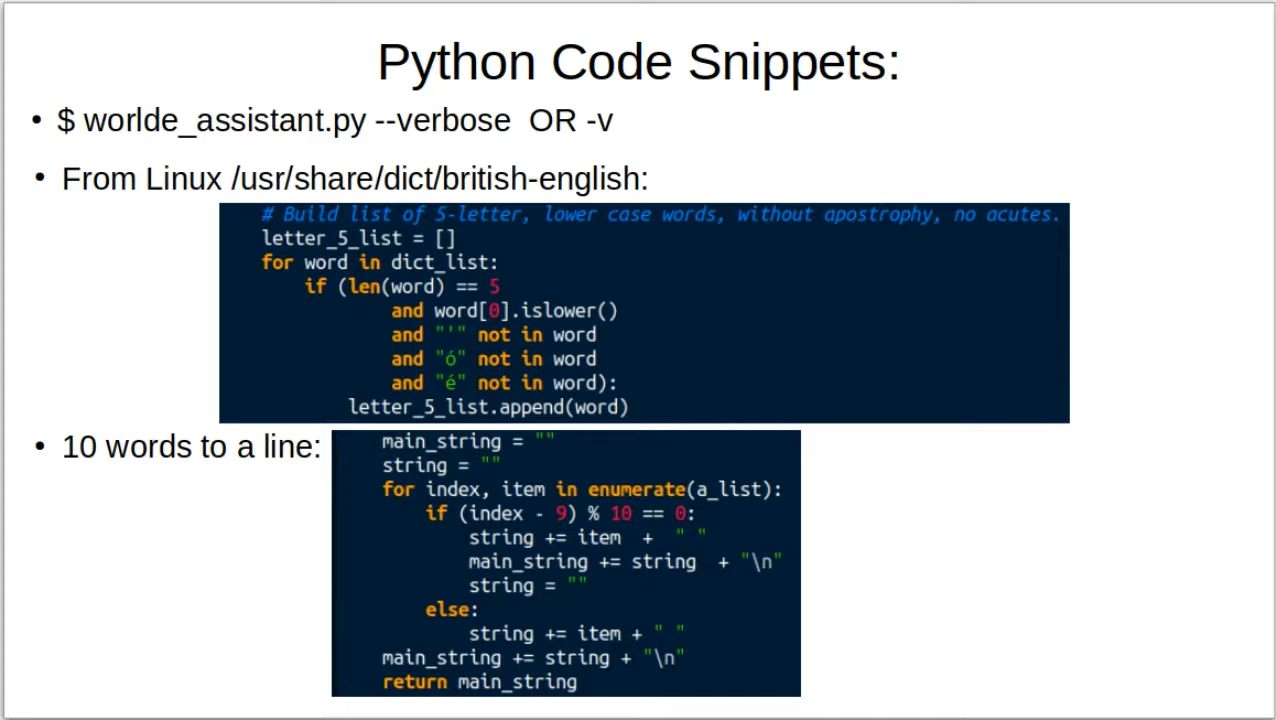 Python Code Snippets:
• $ worlde_assistant.py --verbose  OR -v
• From Linux /usr/share/dict/british-english:
# Build list of 5-letter, lower case words, without apostrophy, no acutes.
letter_5_list = []
for word in dict_list:
    if (len(word) == 5
            and word[0].islower()
            and "'" not in word
            and "ó" not in word
            and "é" not in word):
        letter_5_list.append(word)
• 10 words to a line:
main_string = ""
string = ""
for index, item in enumerate(a_list):
    if (index - 9) % 10 == 0:
        string += item  +  " "
        main_string += string  + "\n"
        string = ""
    else:
        string += item + " "
main_string += string + "\n"
return main_string